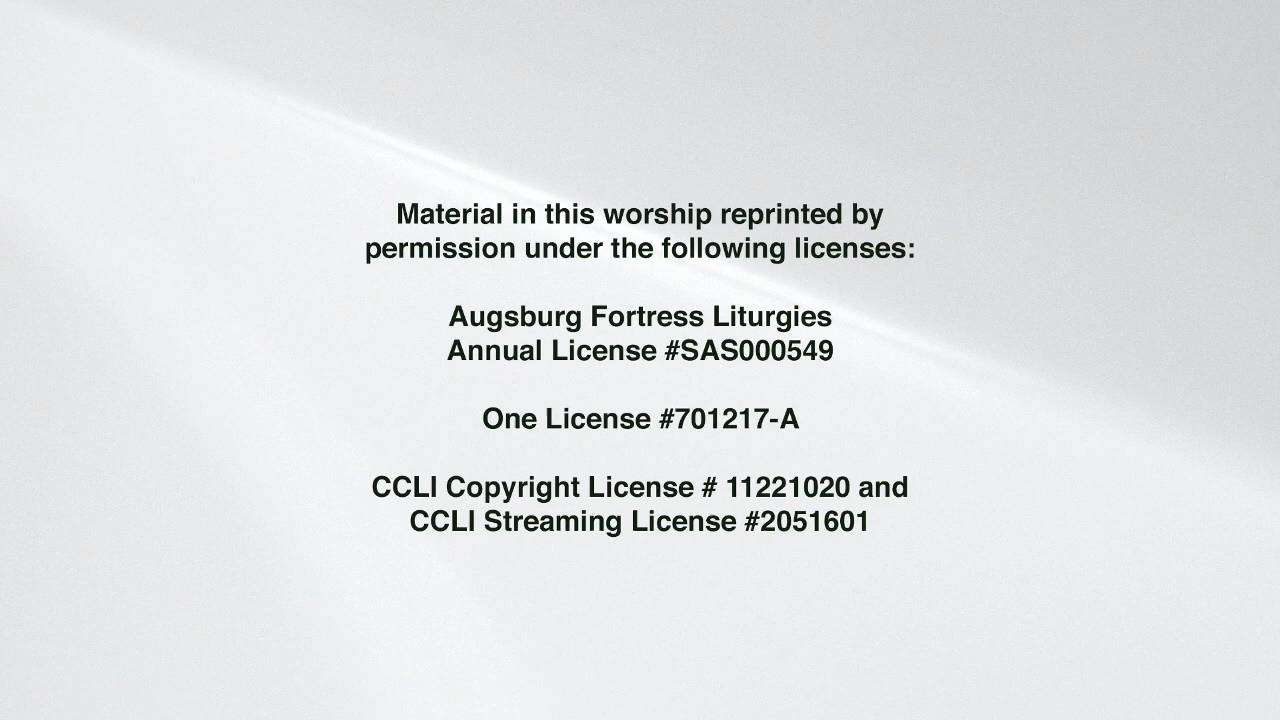 Material in this worship reprinted by
permission under the following licenses:
Augsburg Fortress Liturgies
Annual License #SAS000549
One License #701217-A
CCLI Copyright License # 11221020 and
CCLI Streaming License #2051601